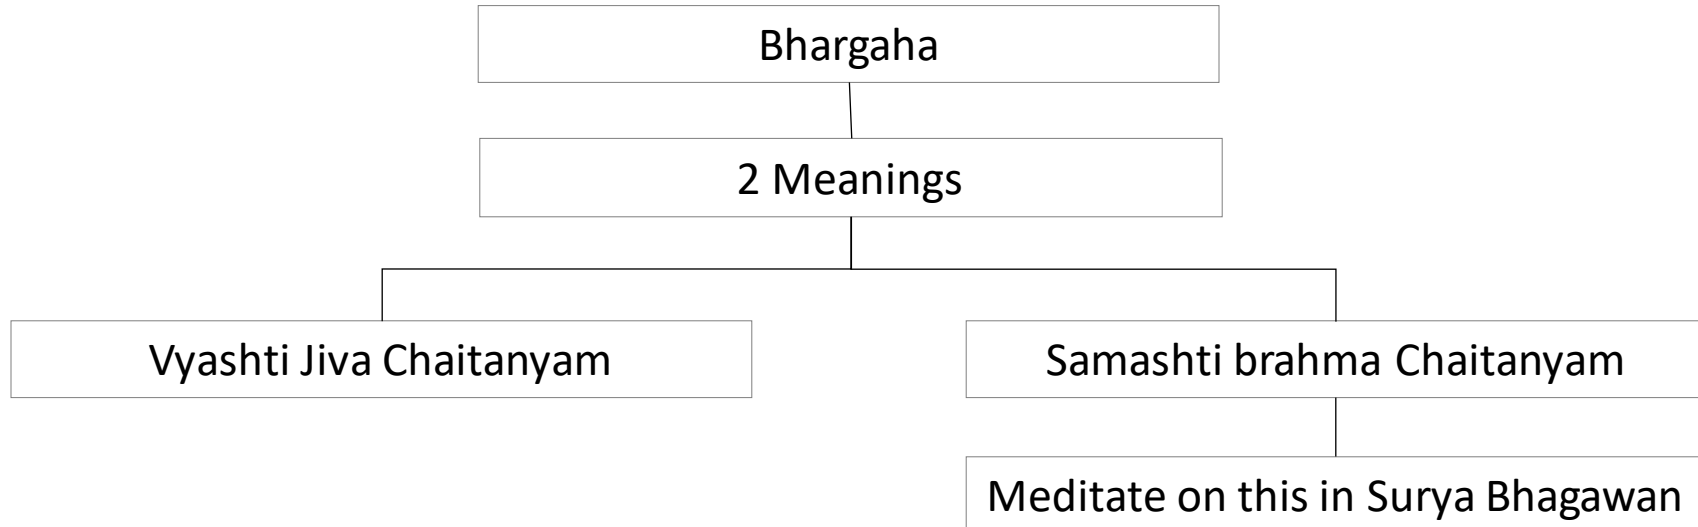 Bhargaha
2 Meanings
Vyashti Jiva Chaitanyam
Samashti brahma Chaitanyam
Meditate on this in Surya Bhagawan